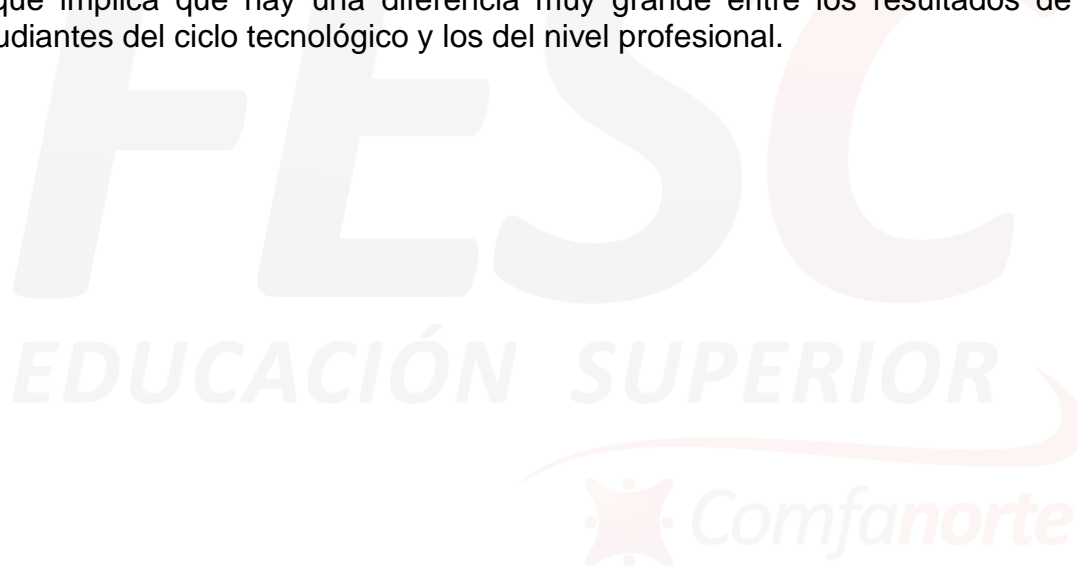 que implica que hay una diferencia muy grande entre los resultados de
udiantes del ciclo tecnológico y los del nivel profesional.
FESC
EDUCACIÓN SUPERIOR
Comfanorte